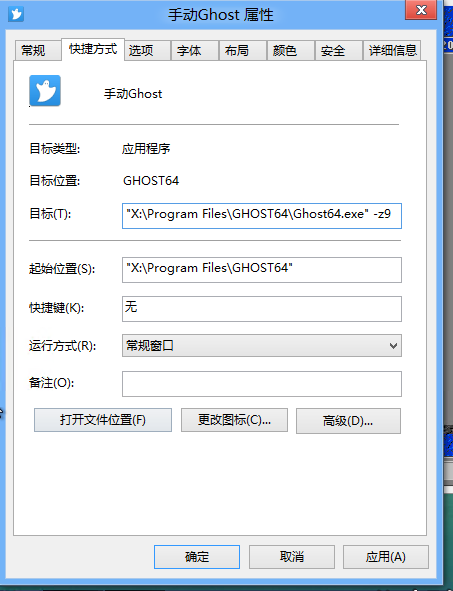 手动Ghost 属性
常规 快捷方式 选项 字体 布局 颜色 安全 详细信息
手动Ghost
目标类型: 应用程序
目标位置: GHOST64
目标(T): "X:\Program Files\GHOST64\Ghost64.exe" -z9
起始位置(S): "X:\Program Files\GHOST64"
快捷键(K): 无
运行方式(R): 常规窗口
备注(O):
打开文件位置(F) 更改图标(C)... 高级(D)...
确定 取消 应用(A)